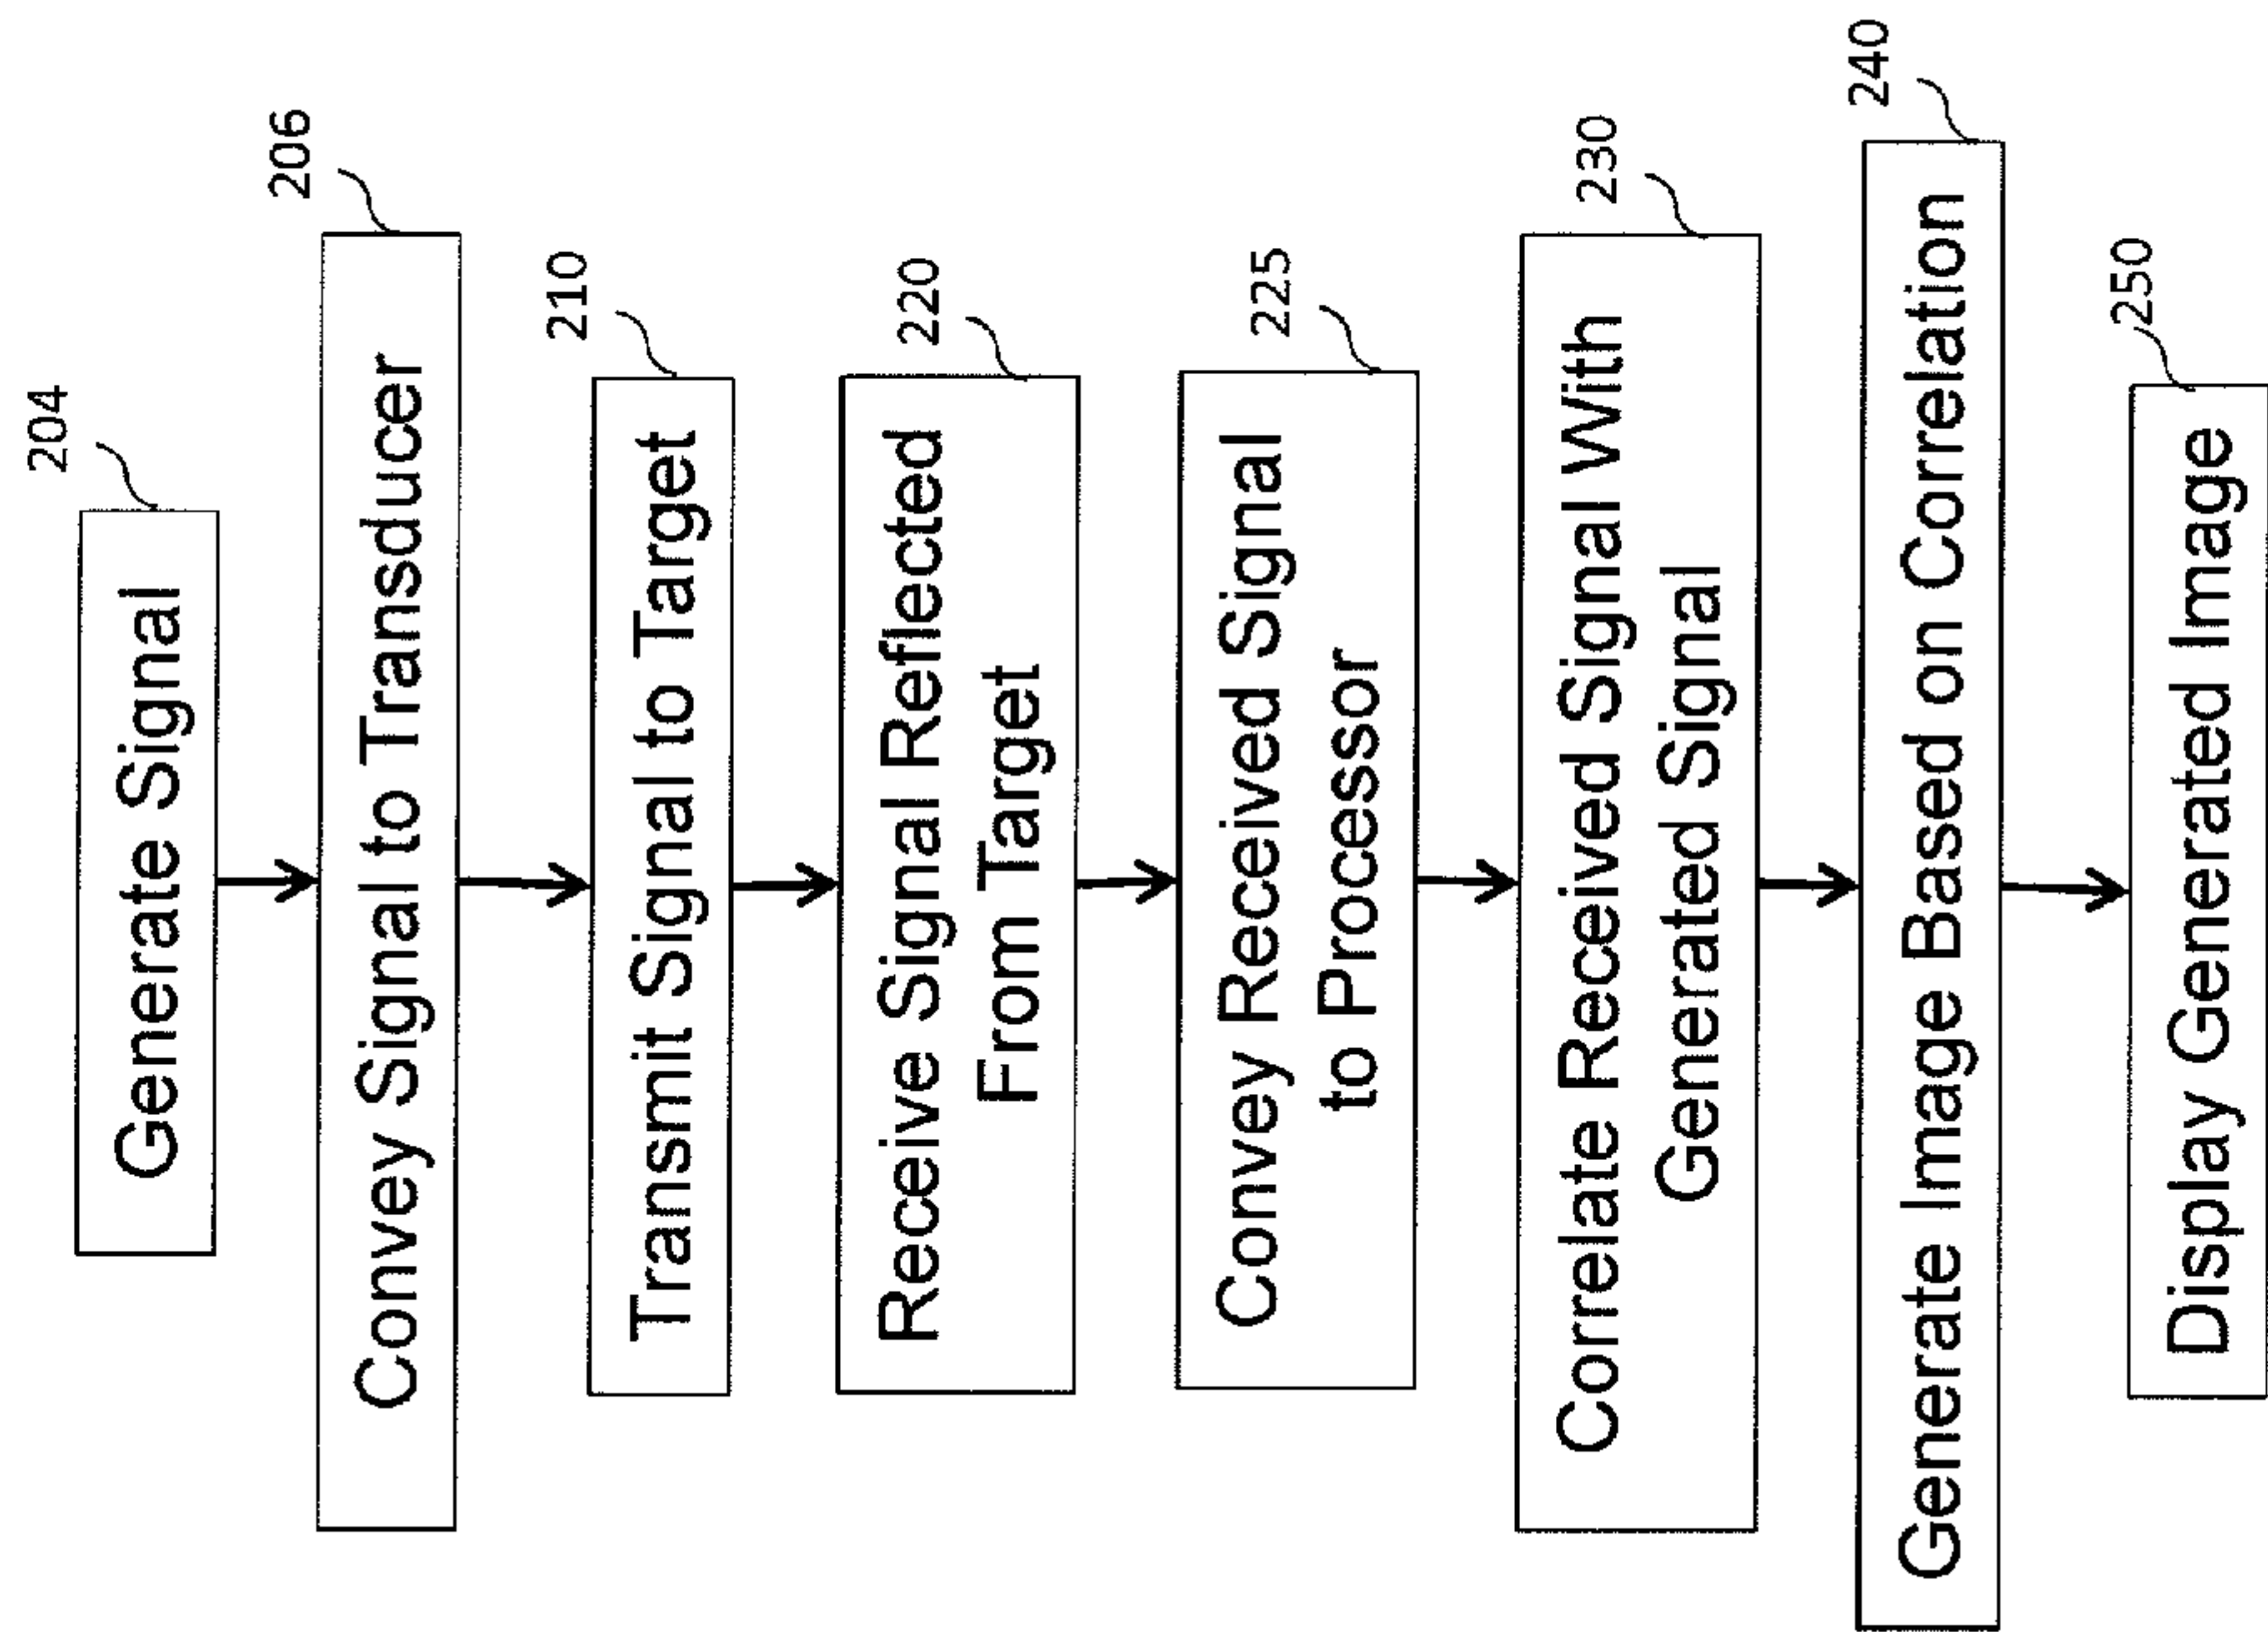 204
Generate Signal
206
Convey Signal to Transducer
210
Transmit Signal to Target
220
Receive Signal Reflected
From Target
225
Convey Received Signal
to Processor
230
Correlate Received Signal With
Generated Signal
240
Generate Image Based on Correlation
250
Display Generated Image